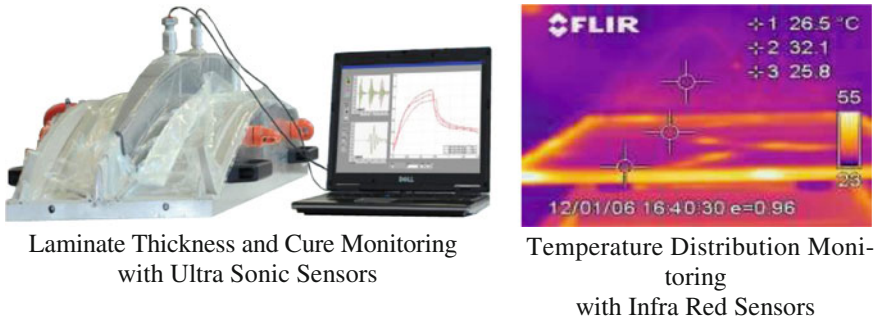 FLIR
1 26.5 °C
2 32.1
3 25.8
55
23
12/01/06 16:40:30 e=0.96
DELL
Laminate Thickness and Cure Monitoring
with Ultra Sonic Sensors
Temperature Distribution Moni-
toring
with Infra Red Sensors